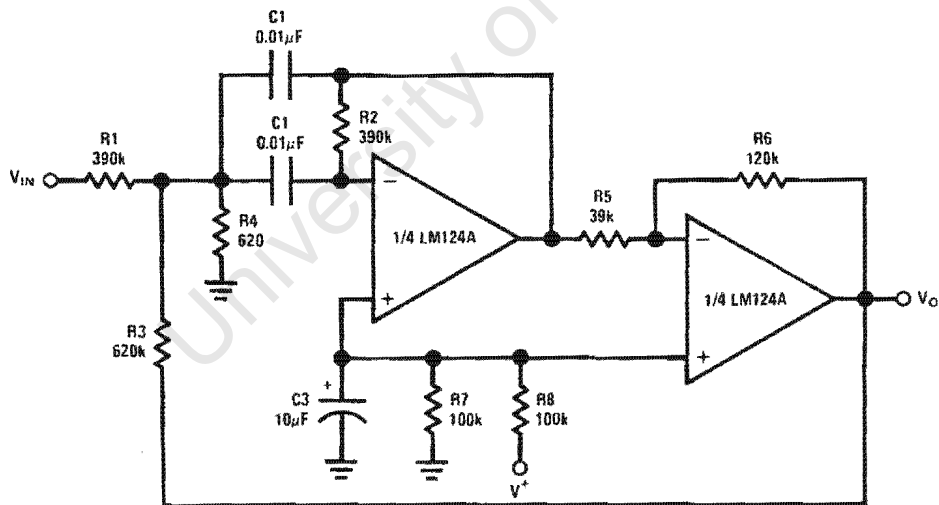 C1
0.01μF
C1
0.01μF
R2
390k
R1
390k
VIN
R4
620
R3
620k
1/4 LM124A
R5
39k
R6
120k
1/4 LM124A
VO
+
C3
10μF
R7
100k
R8
100k
V+
−
+
−
+
University o